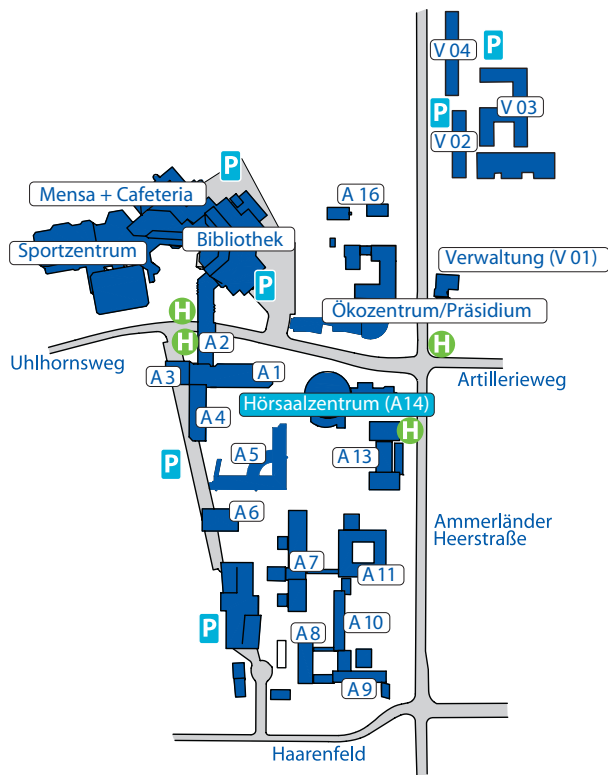 V 04
P
V 03
P
V 02
P
Mensa + Cafeteria
A 16
Bibliothek
Sportzentrum
Verwaltung (V 01)
P
H
Ökozentrum/Präsidium
H
A 2
H
Uhlhornsweg
A 3
A 1
Artillerieweg
Hörsaalzentrum (A14)
A 4
H
A 5
A 13
P
A 6
Ammerländer
Heerstraße
A 7
A 11
P
A 8
A 10
A 9
Haarenfeld